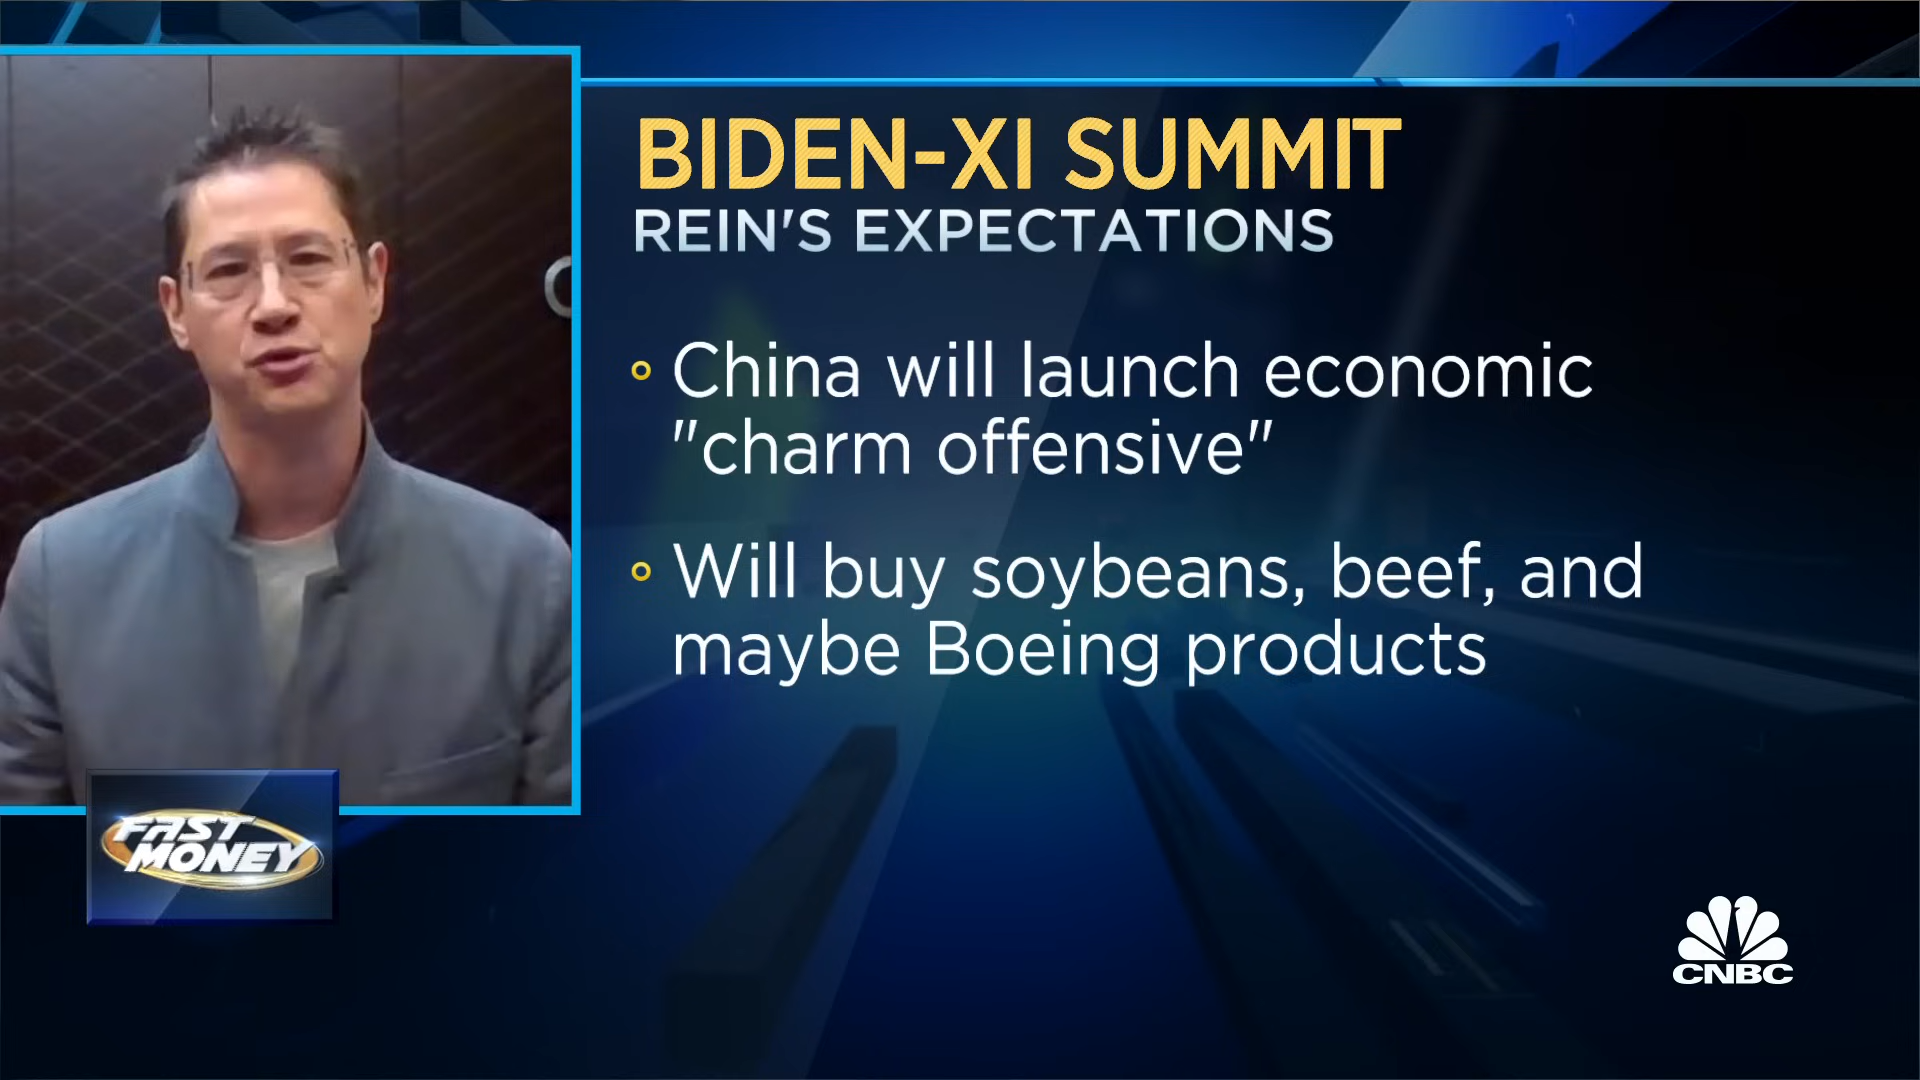 BIDEN-XI SUMMIT
REIN'S EXPECTATIONS
China will launch economic
"charm offensive"
Will buy soybeans, beef, and
maybe Boeing products
FAST
MONEY
CNBC